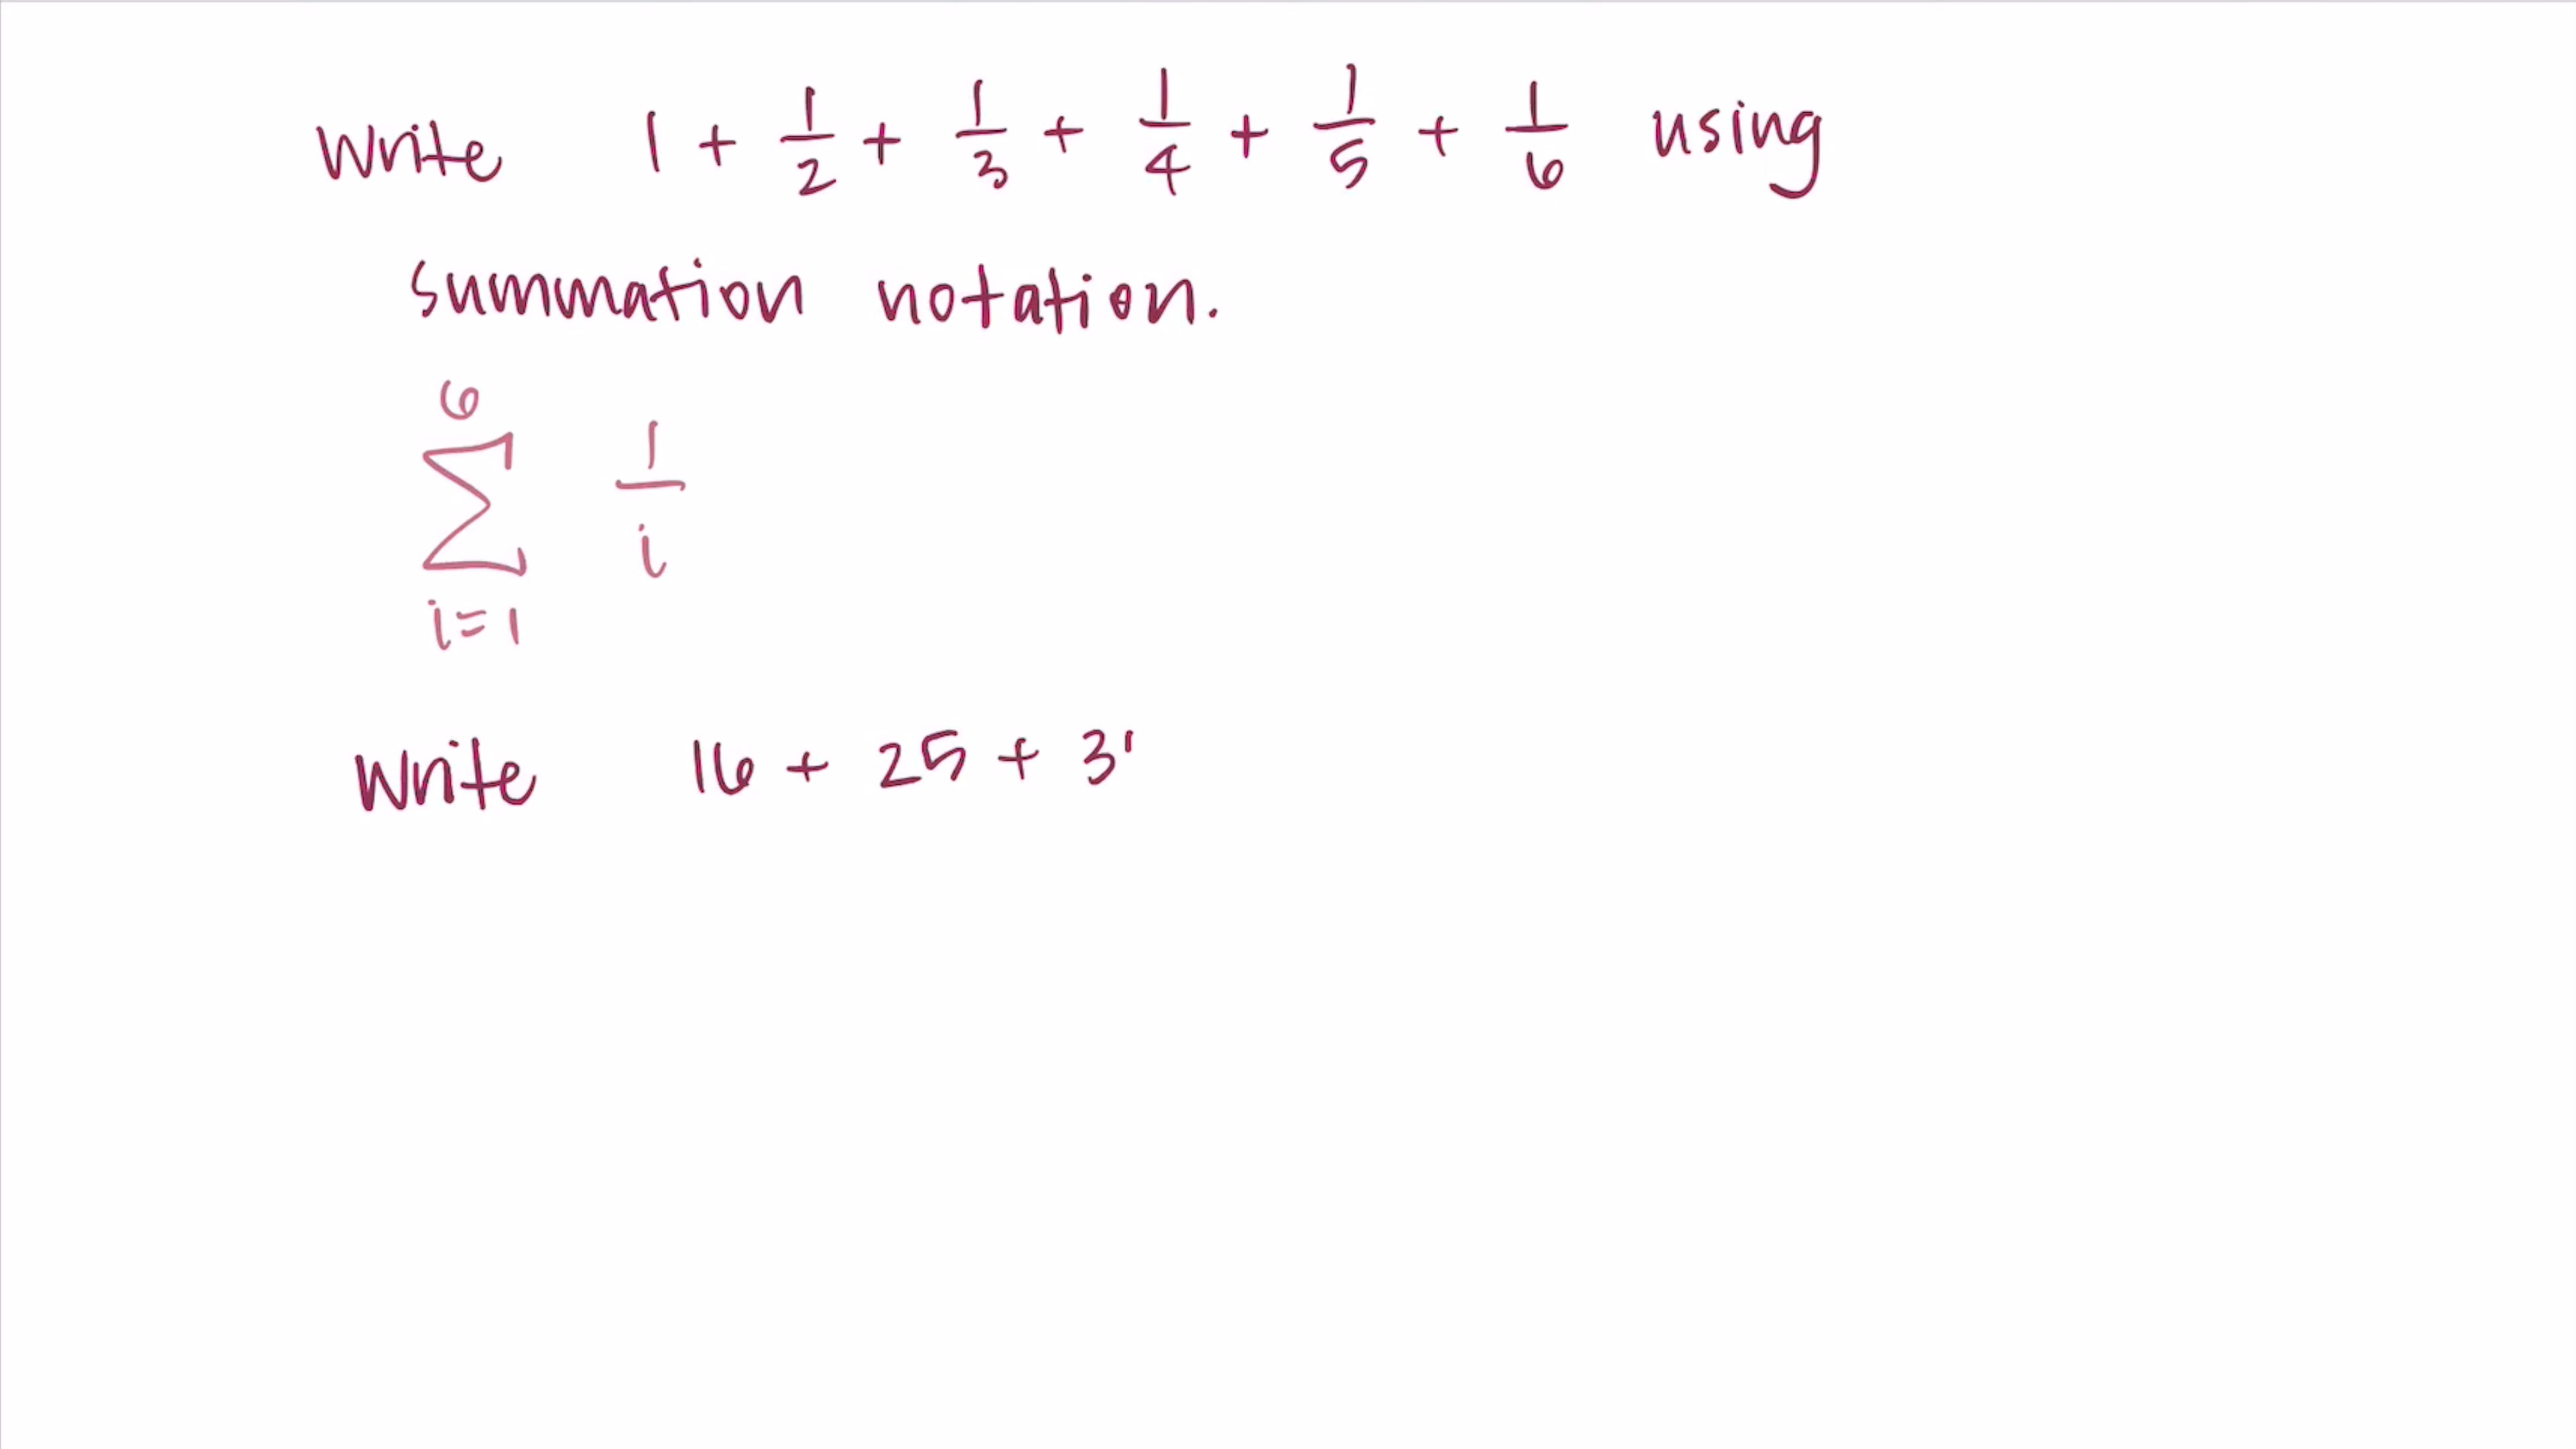 Write 1 + 1/2 + 1/3 + 1/4 + 1/5 + 1/6 using
summation notation.
6
∑ 1/i
i=1
Write 16 + 25 + 3